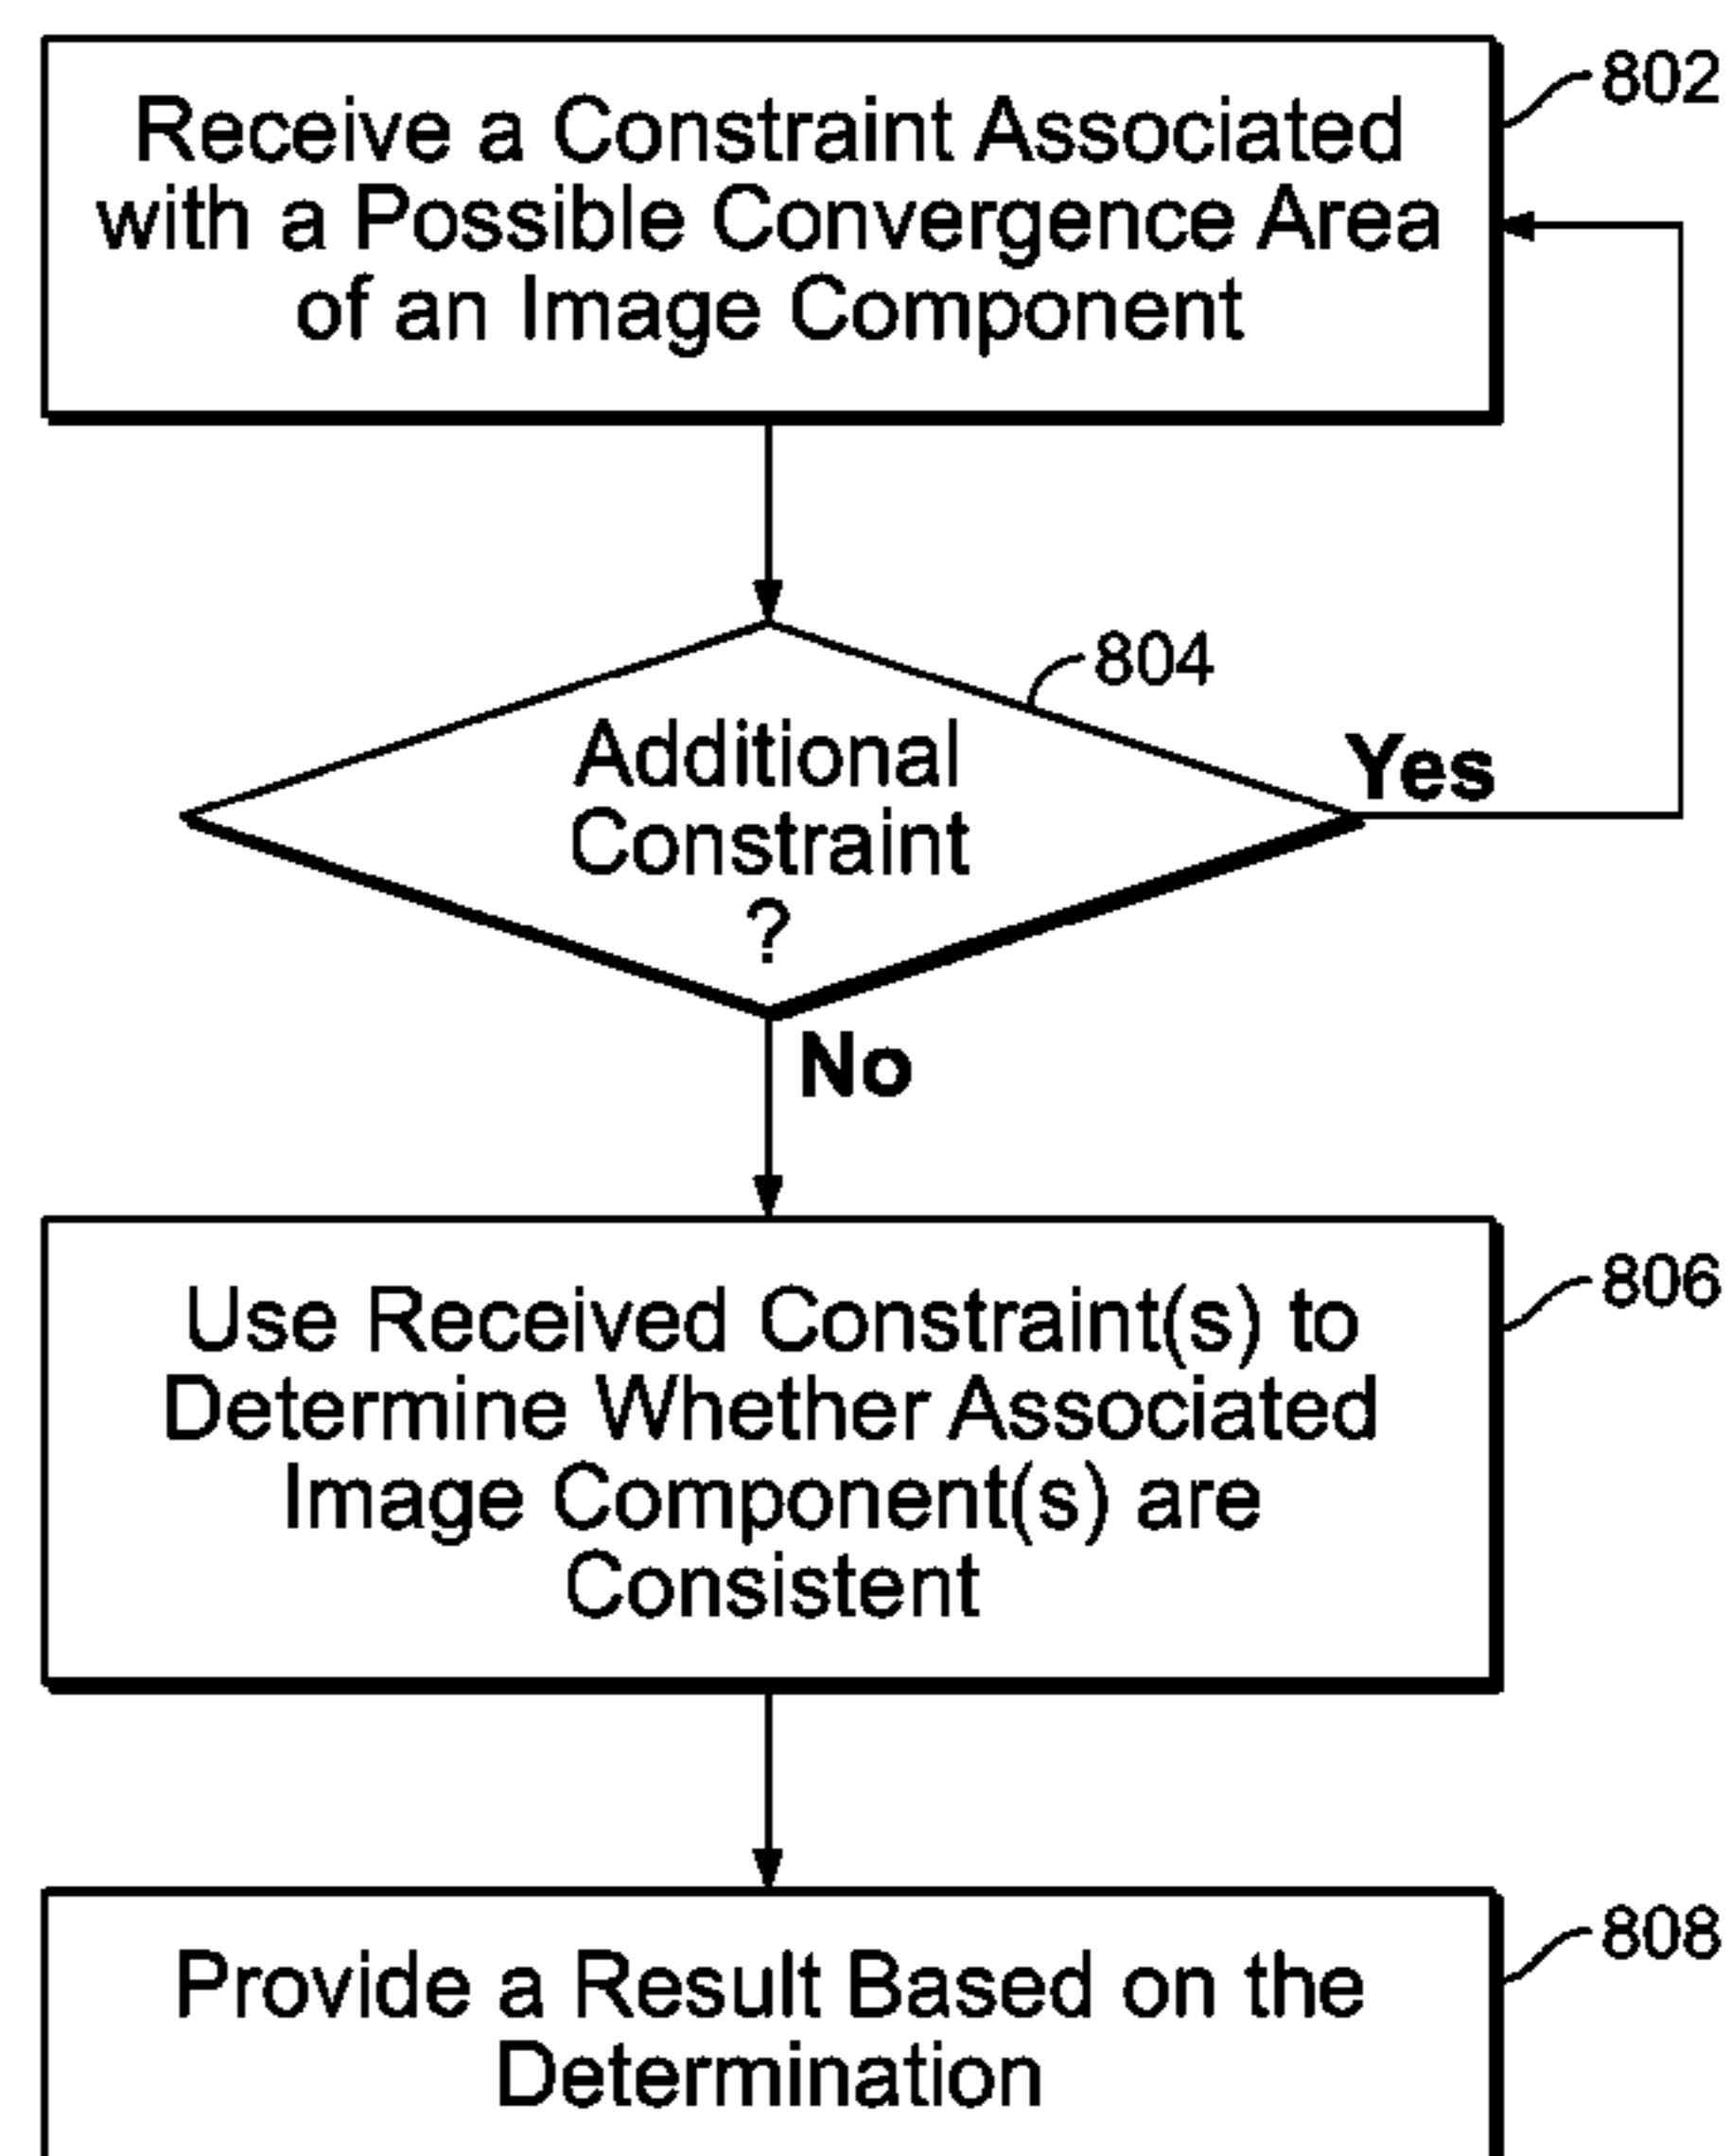 802
Receive a Constraint Associated
with a Possible Convergence Area
of an Image Component
804
Additional
Constraint
?
Yes
No
806
Use Received Constraint(s) to
Determine Whether Associated
Image Component(s) are
Consistent
808
Provide a Result Based on the
Determination